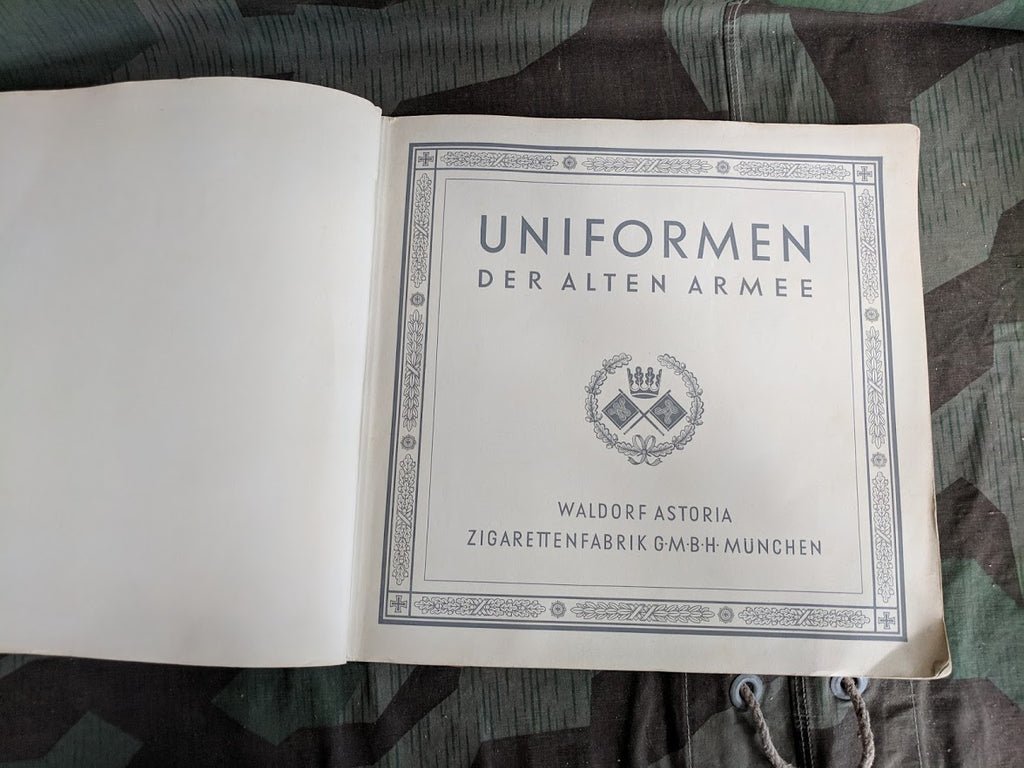 UNIFORMEN
DER ALTEN ARMEE
WALDORF ASTORIA
ZIGARETTENFABRIK G·M·B·H· MÜNCHEN